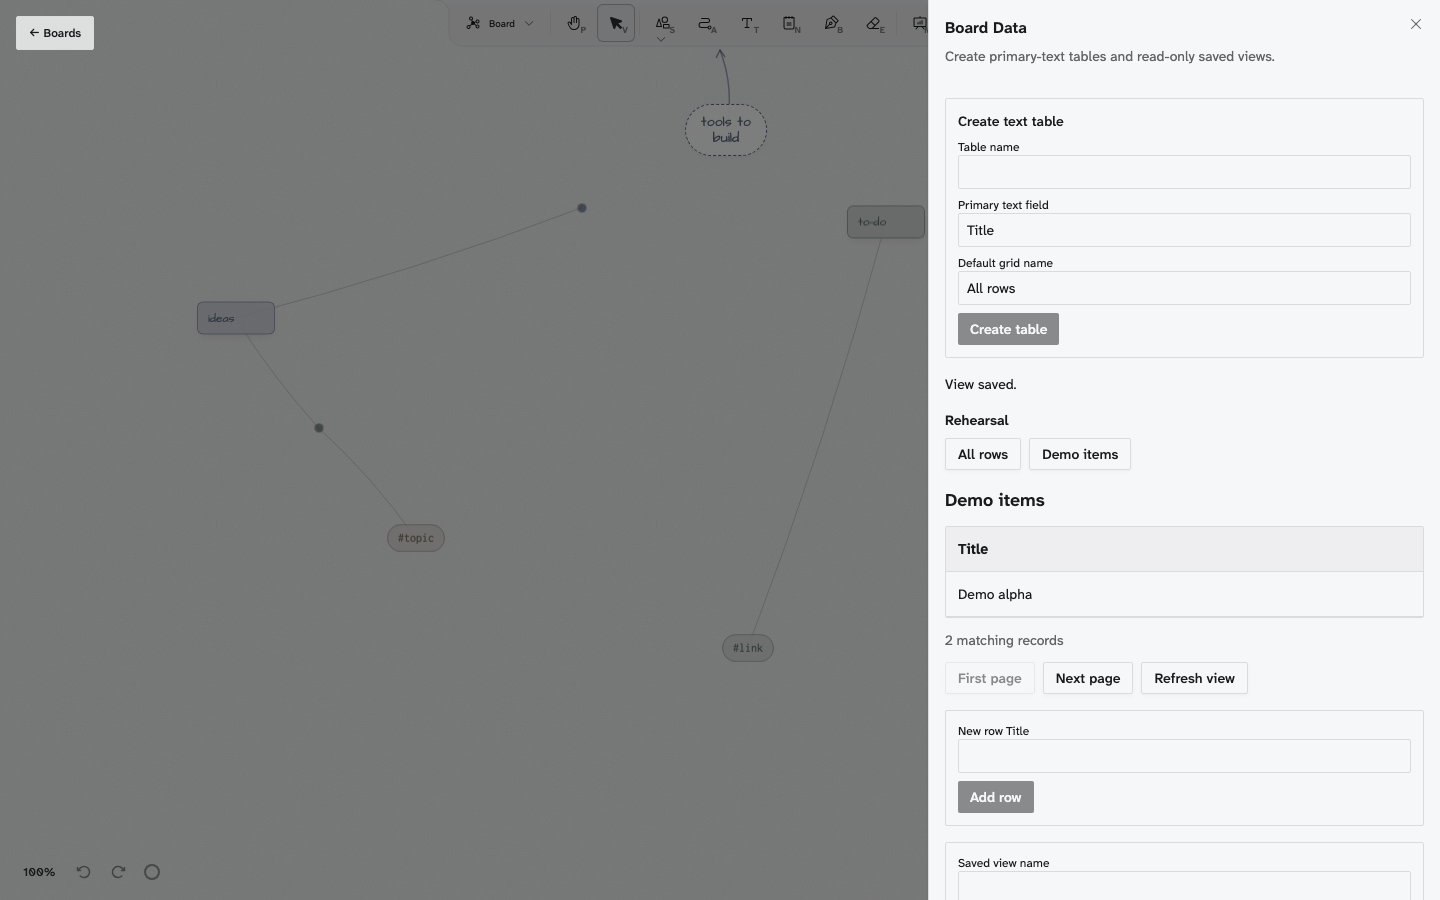 ← Boards
Board
P
V
S
A
T
N
B
E
tools to
build
to-do
ideas
#topic
#link
100%
Board Data
Create primary-text tables and read-only saved views.
Create text table
Table name
Primary text field
Title
Default grid name
All rows
Create table
View saved.
Rehearsal
All rows
Demo items
Demo items
Title
Demo alpha
2 matching records
First page
Next page
Refresh view
New row Title
Add row
Saved view name